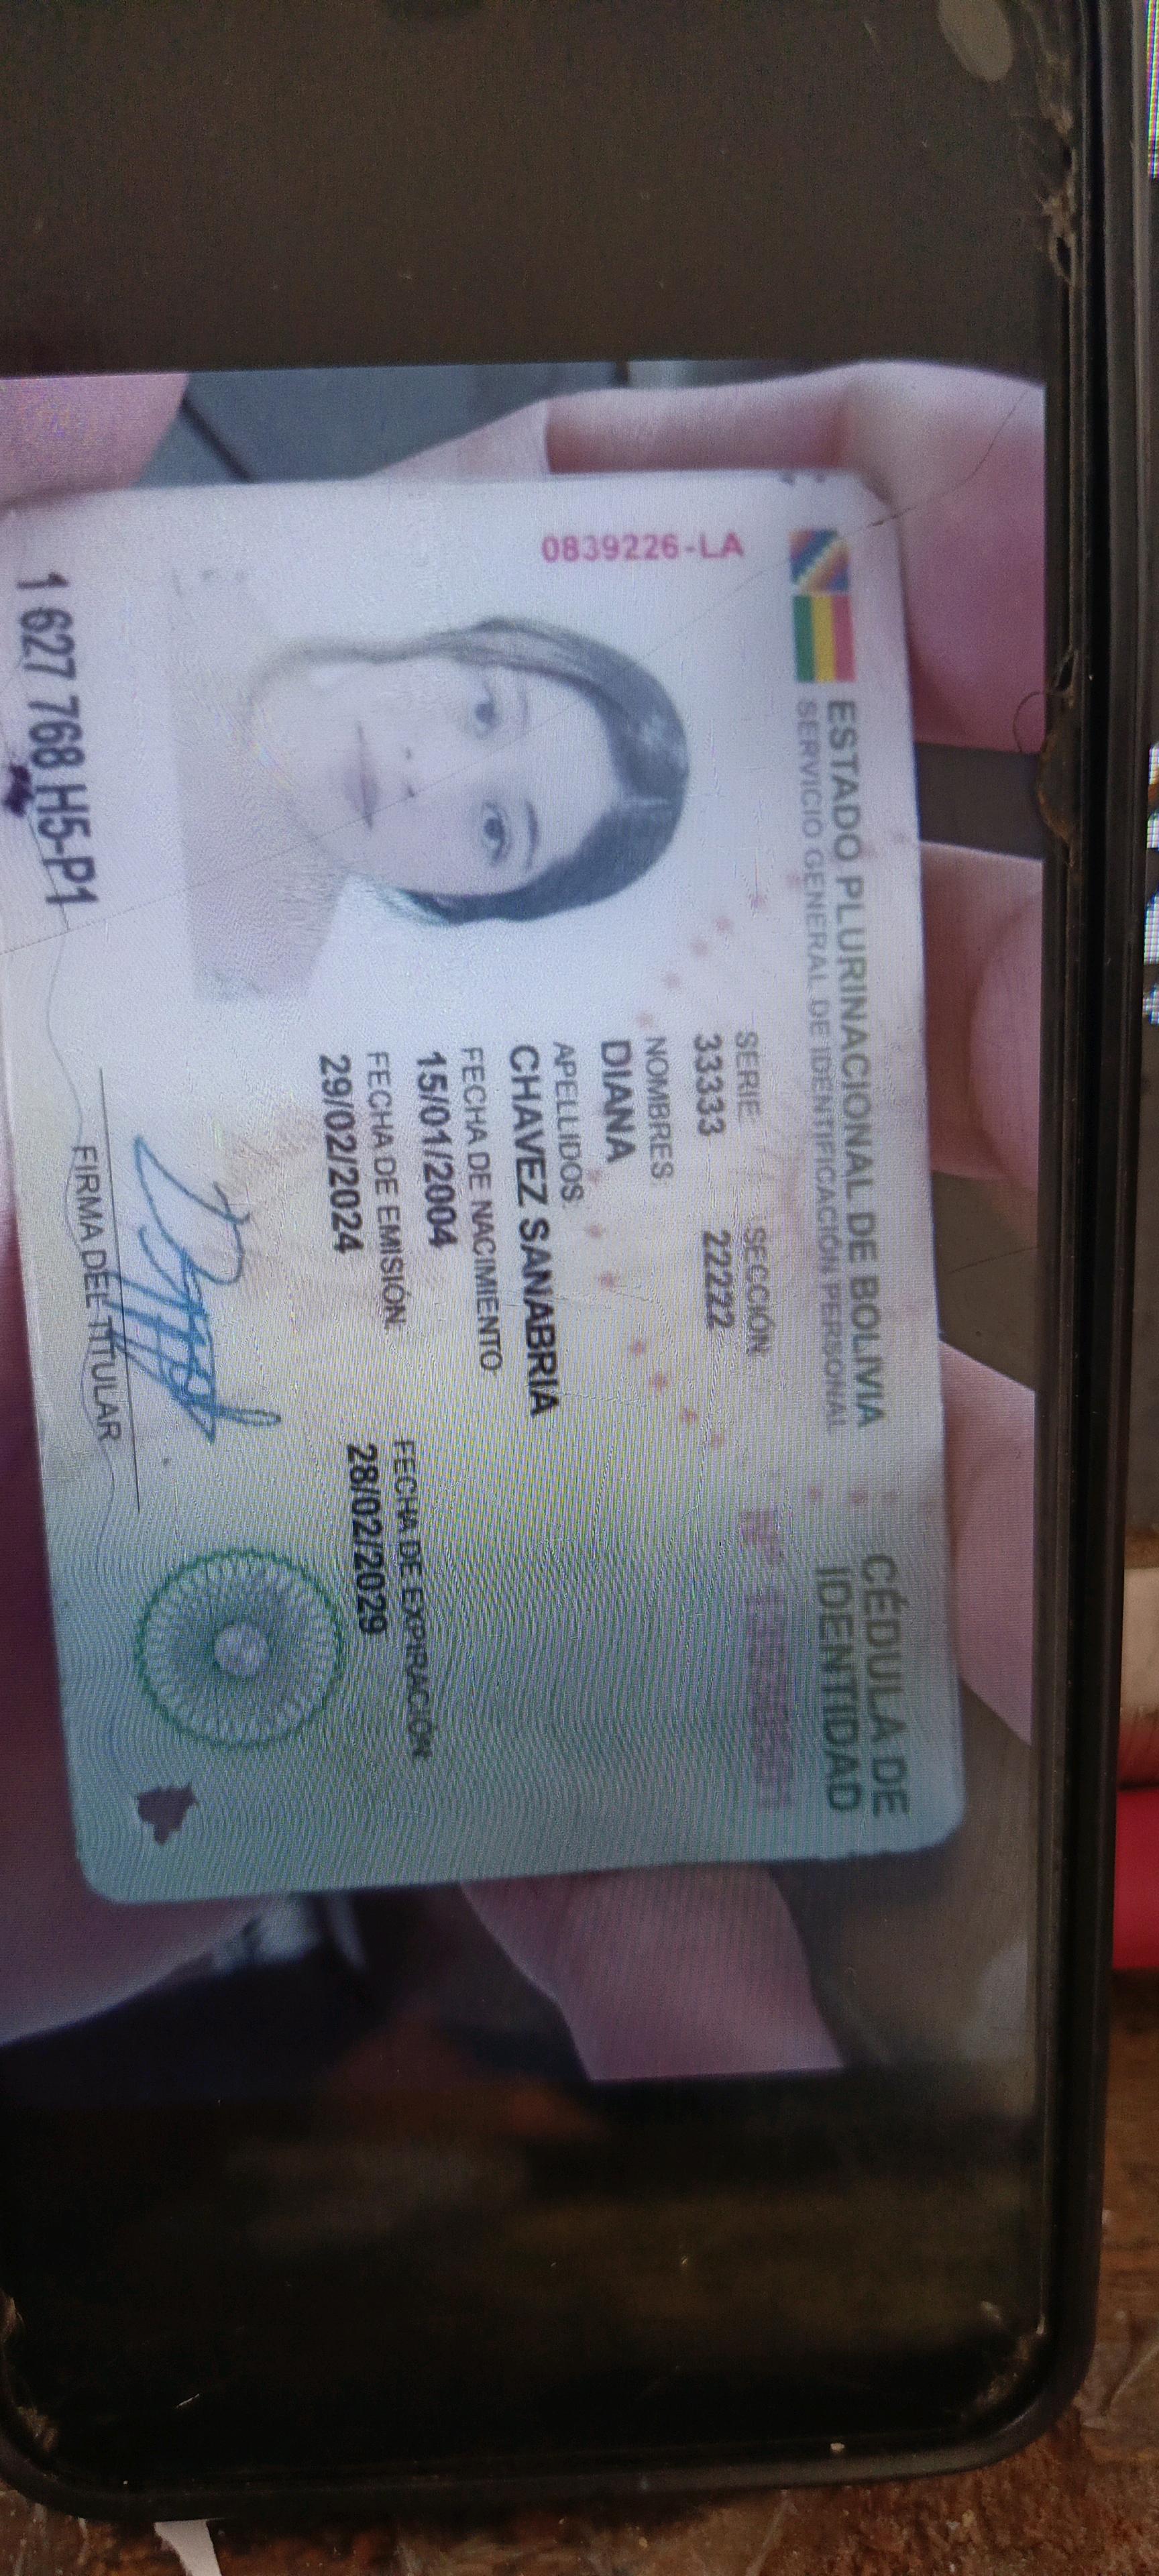 ESTADO PLURINACIONAL DE BOLIVIA
SERVICIO GENERAL DE IDENTIFICACIÓN PERSONAL
CÉDULA DE
IDENTIDAD
0839226-LA
SERIE SECCIÓN:
33333 22222
NOMBRES
DIANA
APELLIDOS:
CHAVEZ SANABRIA
FECHA DE NACIMIENTO:
15/01/2004
FECHA DE EMISIÓN: FECHA DE EXPIRACIÓN
29/02/2024 28/02/2029
FIRMA DEL TITULAR
1 627 768 H5-P1